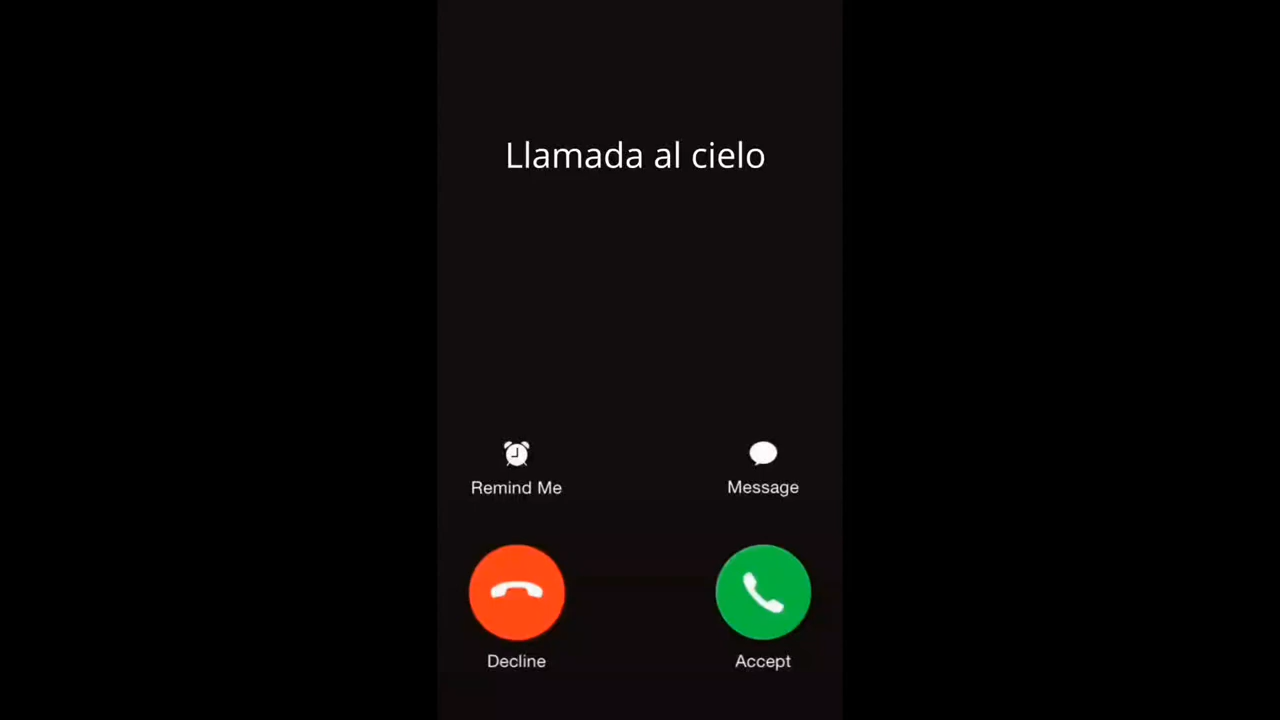 Llamada al cielo
Remind Me
Message
Decline
Accept